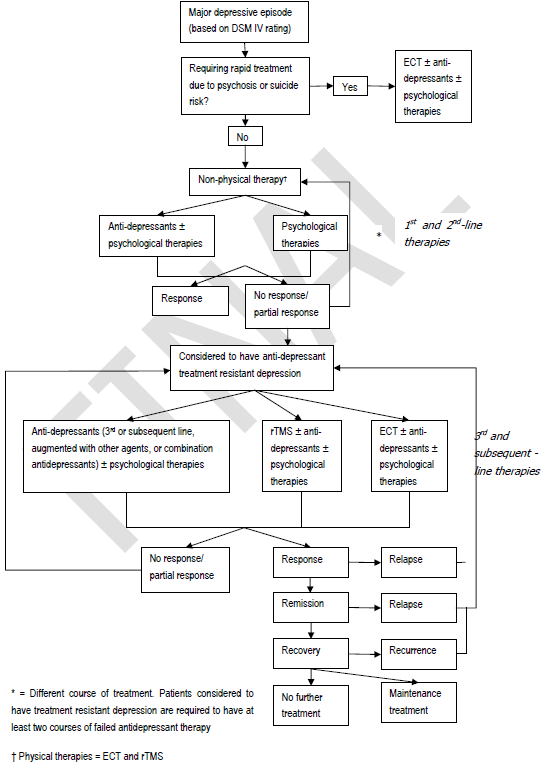 Major depressive episode
(based on DSM IV rating)
Requiring rapid treatment
due to psychosis or suicide
risk?
Yes
ECT ± anti-
depressants ±
psychological
therapies
No
Non-physical therapy†
Anti-depressants ±
psychological therapies
Psychological
therapies
*
1st and 2nd-line
therapies
Response
No response/
partial response
Considered to have anti-depressant
treatment resistant depression
Anti-depressants (3rd or subsequent line,
augmented with other agents, or combination
antidepressants) ± psychological therapies
rTMS ± anti-
depressants ±
psychological
therapies
ECT ± anti-
depressants ±
psychological
therapies
3rd and
subsequent -
line therapies
No response/
partial response
Response
Relapse
Remission
Relapse
Recovery
Recurrence
No further
treatment
Maintenance
treatment
* = Different course of treatment. Patients considered to
have treatment resistant depression are required to have at
least two courses of failed antidepressant therapy
† Physical therapies = ECT and rTMS